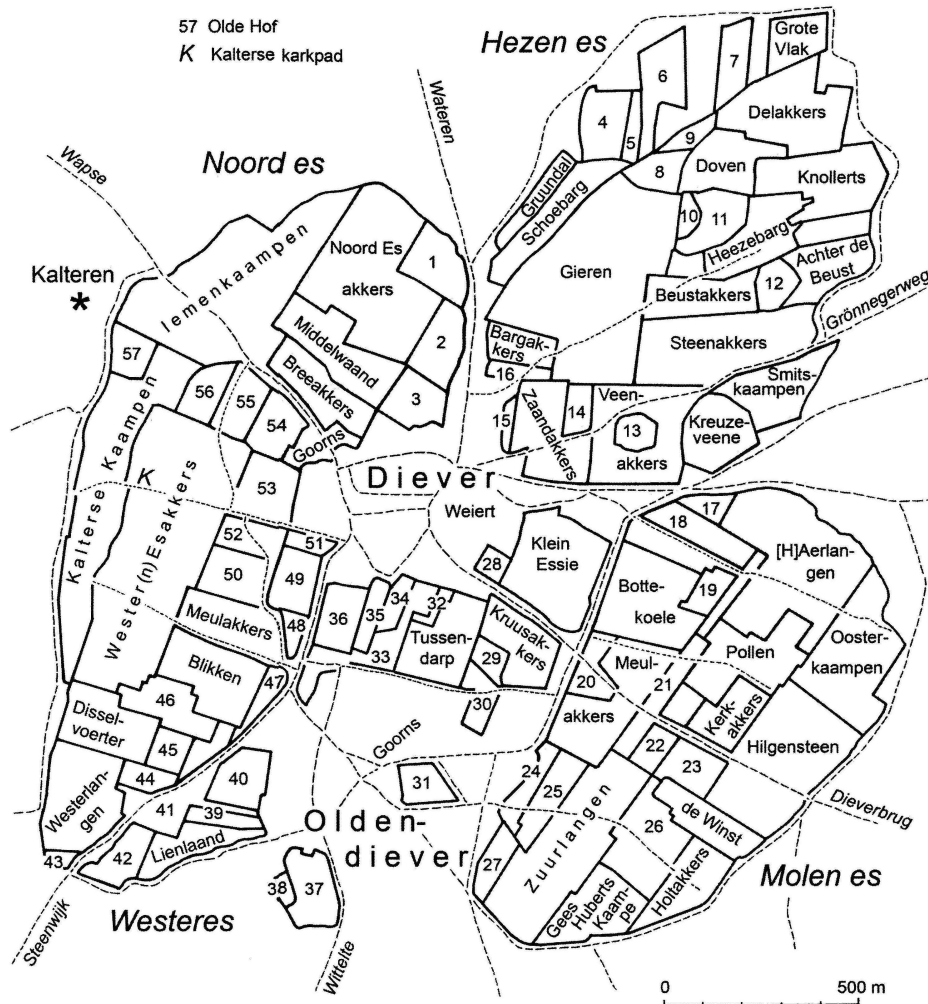 57 Olde Hof
K Kalterse karkpad
Hezen es
Grote
Vlak
7
6
Delakkers
4
5
9
Doven
8
Knollerts
Gruundal
Schoebarg
10
11
Heezebarg
Achter de
Beust
Gieren
12
Beustakkers
Grönnegerweg
Steenakkers
Bargak-
kers
16
Smits-
kaampen
Veen-
akkers
14
15
Zaandakkers
13
Kreuze-
veene
Wateren
Wapse
Noord es
Iemenkaampen
Noord Es
akkers
1
Kalteren
*
2
Middelwaand
Breeakkers
3
57
56
55
54
Goorns
Kalterse Kaampen
K
Wester(n)Esakkers
53
Diever
Weiert
52
51
50
49
48
Meulakkers
Blikken
47
46
Dissel-
voerter
45
44
40
Westerlan-
gen
41
39
43
42
Lienlaand
Steenwijk
Westeres
36
35
34
32
33
Tussen-
darp
28
Klein
Essie
Kruusak-
kers
29
30
Goorns
31
Olden-
diever
38
37
Wittelte
17
18
[H]Aerlan-
gen
Botte-
koele
19
Ooster-
kaampen
Pollen
Meul-
akkers
20
21
Kerk-
akkers
Hilgensteen
22
23
24
25
Zuurlangen
26
de Winst
Dieverbrug
27
Gees
Huberts
Kaam-
pe
Holtakkers
Molen es
0 500 m